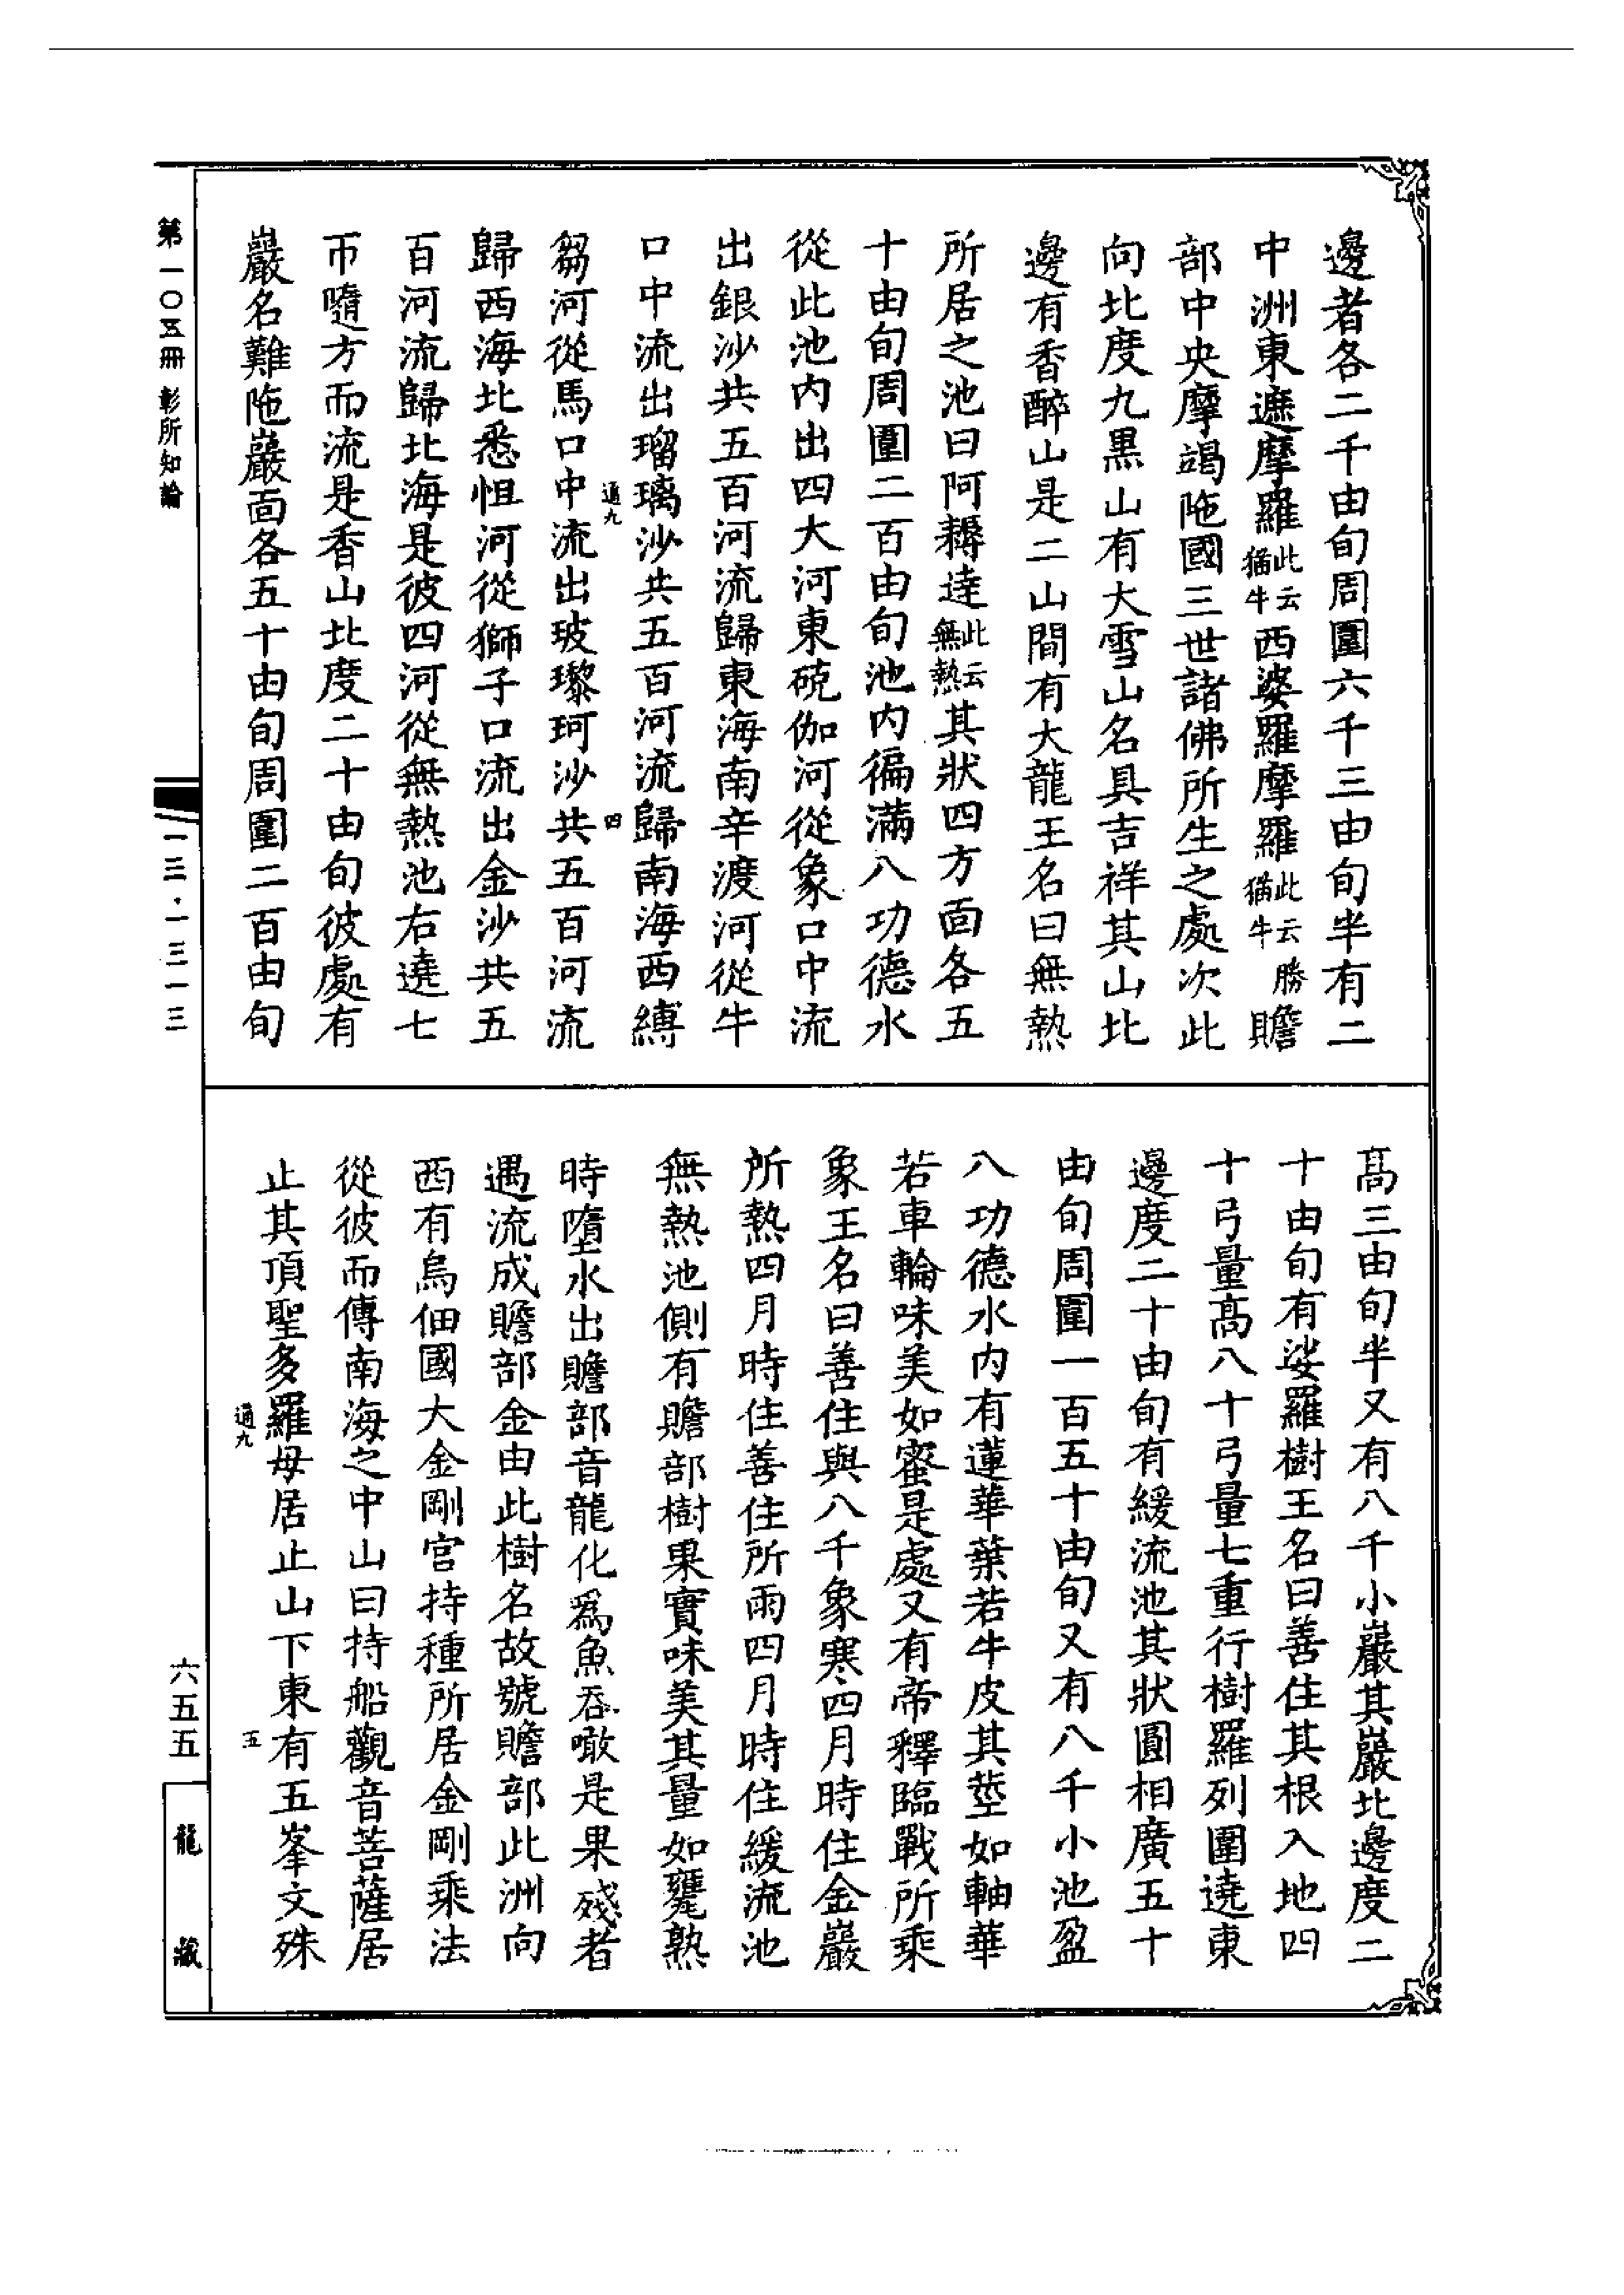 邊者各二千由旬周圍六千三由旬半有二
中洲東遮摩羅此云猫牛西婆羅摩羅此云勝猫牛贍
部中央摩竭陁國三世諸佛所生之處次此
向北度九黒山有大雪山名具吉祥其山北
邊有香醉山是二山間有大龍王名曰無熱
所居之池曰阿耨達此云無熱其狀四方面各五
十由旬周圍二百由旬池内徧滿八功德水
從此池内出四大河東殑伽河從象口中流
出銀沙共五百河流歸東海南辛渡河從牛
口中流出瑠璃沙共五百河流歸南海西縛
芻河從馬口中流出玻瓈珂沙共五百河流
歸西海北悉怛河從獅子口流出金沙共五
百河流歸北海是彼四河從無熱池右遶七
帀隨方而流是香山北度二十由旬彼處有
巖名難陁巖面各五十由旬周圍二百由旬
通九
四
髙三由旬半又有八千小巖其巖北邊度二
十由旬有娑羅樹王名曰善住其根入地四
十弓量髙八十弓量七重行樹羅列圍遶東
邊度二十由旬有緩流池其狀圓相廣五十
由旬周圍一百五十由旬又有八千小池盈
八功德水内有蓮華葉若牛皮其莖如軸華
若車輪味美如蜜是處又有帝釋臨戰所乘
象王名曰善住與八千象寒四月時住金巖
所熱四月時住善住所雨四月時住緩流池
無熱池側有贍部樹果實味美其量如甕熟
時墮水出贍部音龍化爲魚吞噉是果殘者
遇流成贍部金由此樹名故號贍部此洲向
西有烏佃國大金剛宫持種所居金剛乘法
從彼而傳南海之中山曰持船觀音菩薩居
止其頂聖多羅母居止山下東有五峯文殊
通九
五
第一〇五冊 彰所知論
一三·一三一三
六五五
龍藏